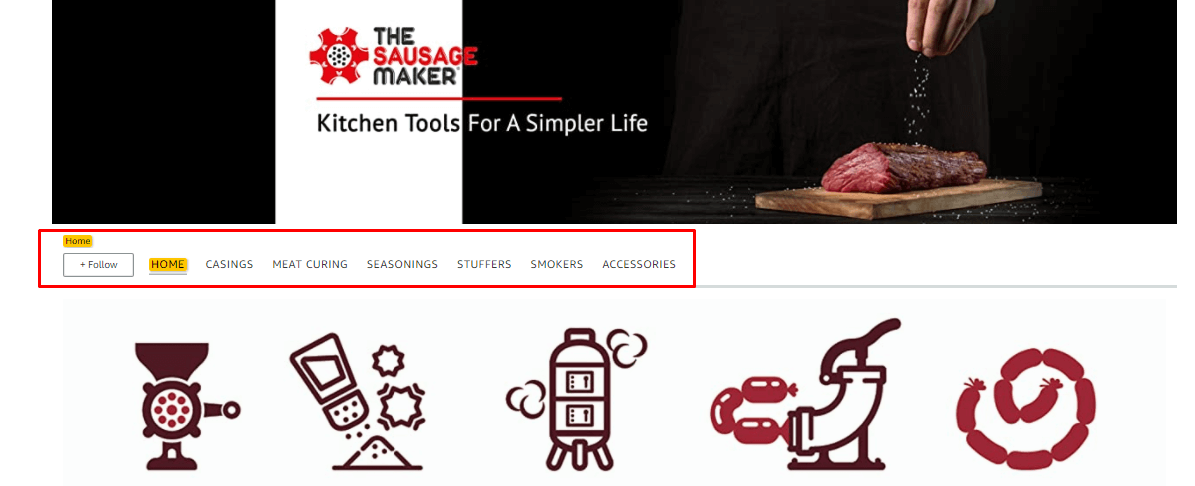 THE
SAUSAGE
MAKER
Kitchen Tools For A Simpler Life
Home
+ Follow HOME CASINGS MEAT CURING SEASONINGS STUFFERS SMOKERS ACCESSORIES